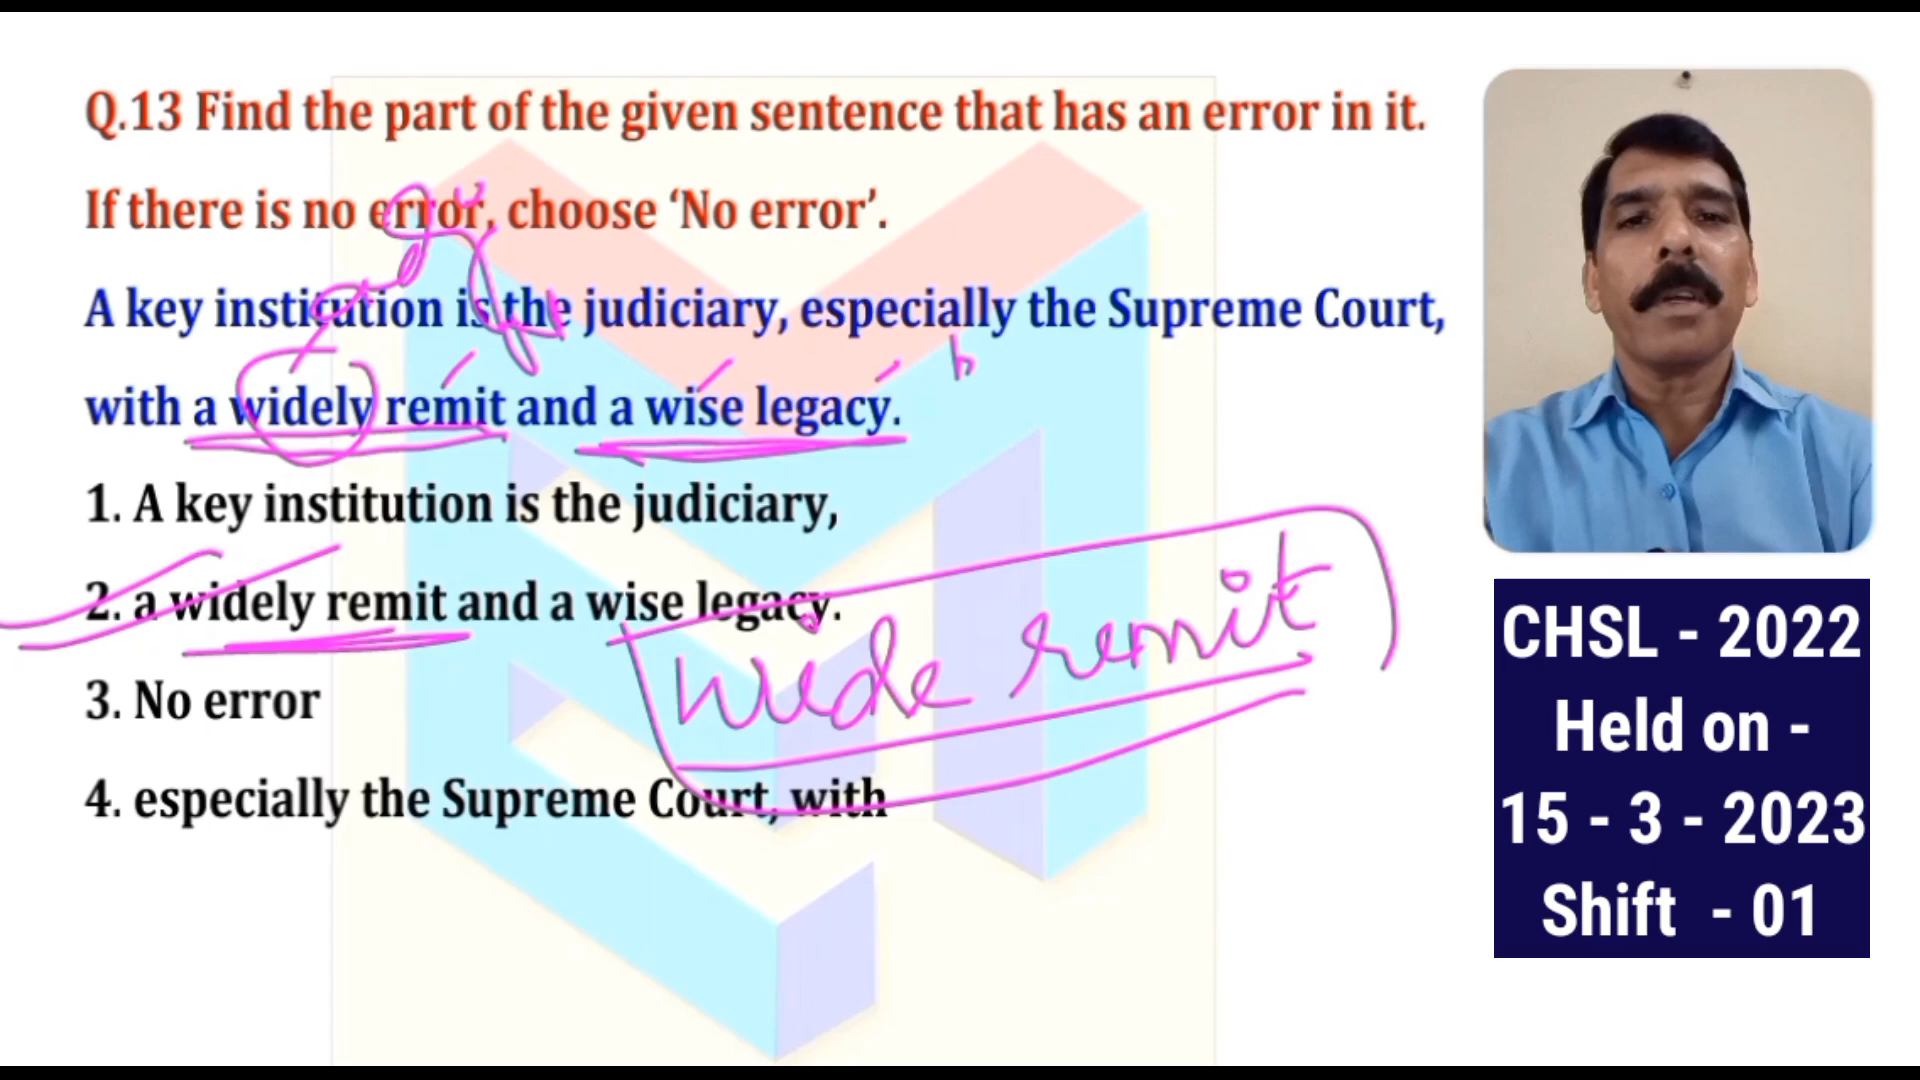 Q.13 Find the part of the given sentence that has an error in it.
If there is no error, choose ‘No error’.
A key institution is the judiciary, especially the Supreme Court,
with a widely remit and a wise legacy.
1. A key institution is the judiciary,
2. a widely remit and a wise legacy.
3. No error
4. especially the Supreme Court, with
wide remit
CHSL - 2022
Held on -
15 - 3 - 2023
Shift - 01